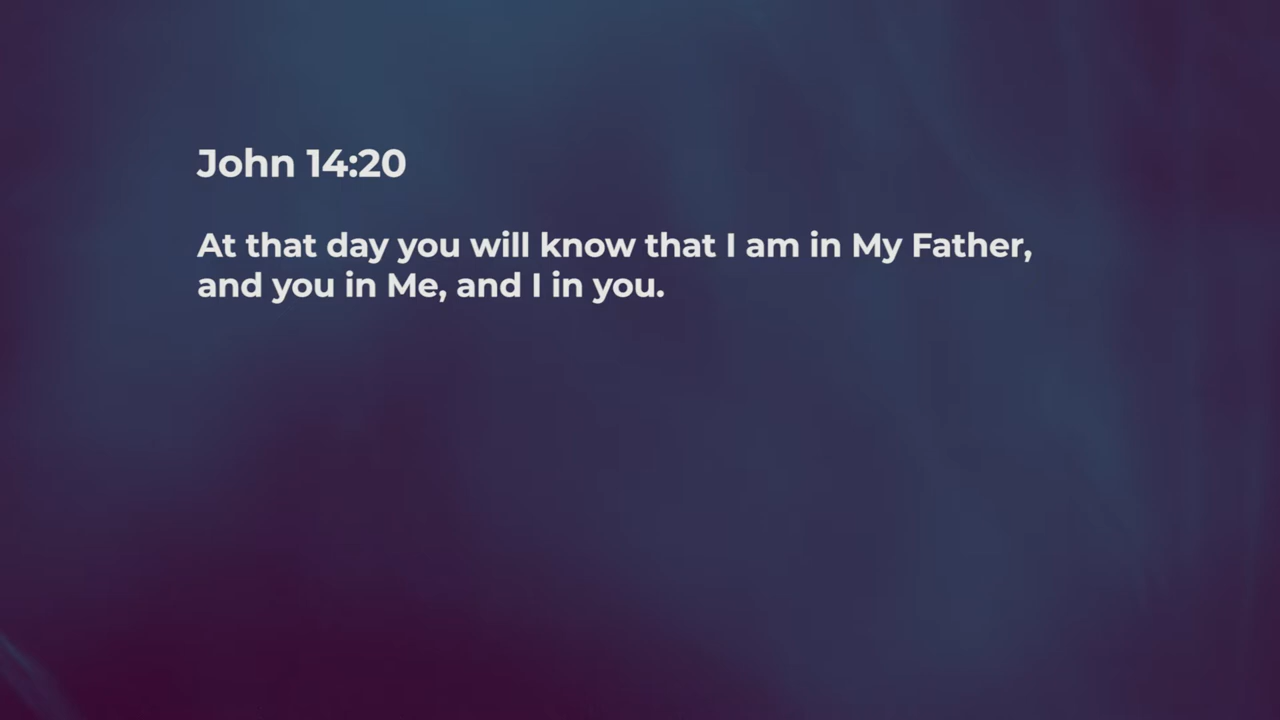 John 14:20
At that day you will know that I am in My Father,
and you in Me, and I in you.